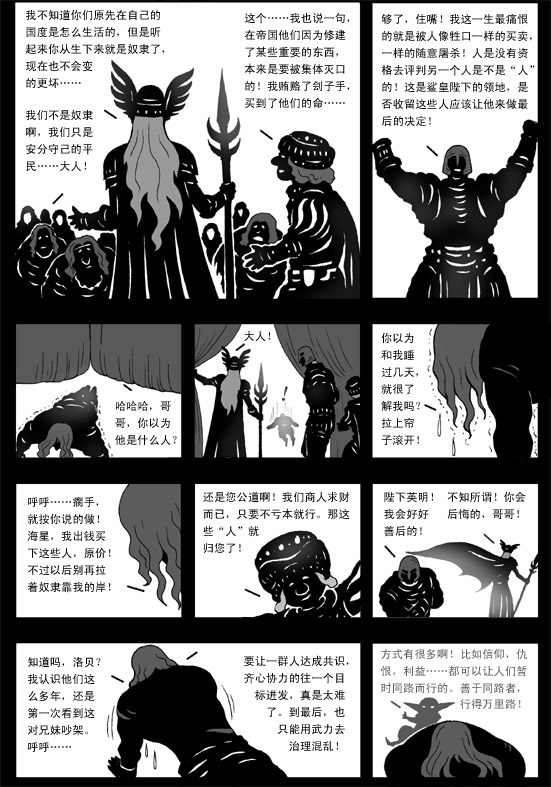 我不知道你们原先在自己的
国度是怎么生活的，但是听
起来你从生下来就是奴隶了，
现在也不会变
的更坏……
我们不是奴隶
啊，我们只是
安分守己的平
民……大人！
这个……我也说一句，
在帝国他们因为修建
了某些重要的东西，
本来是要被集体灭口
的！我贿赂了刽子手，
买到了他们的命……
够了，住嘴！我这一生最痛恨
的就是被人像牲口一样的买卖，
一样的随意屠杀！人是没有资
格去评判另一个人是不是“人”
的！这是鲨皇陛下的领地，是
否收留这些人应该让他来做最
后的决定！
哈哈哈，哥
哥，你以为
他是什么人？
大人！
！
你以为
和我睡
过几天，
就很了
解我吗？
拉上帘
子滚开！
呼呼……瘸手，
就按你说的做！
海星，我出钱买
下这些人，原价！
不过以后别再拉
着奴隶靠我的岸！
还是您公道啊！我们商人求财
而已，只要不亏本就行。那这
些“人”就
归您了！
陛下英明！
我会好好
善后的！
不知所谓！你会
后悔的，哥哥！
知道吗，洛贝？
我认识他们这
么多年，还是
第一次看到这
对兄妹吵架。
呼呼……
要让一群人达成共识，
齐心协力的往一个目
标进发，真是太难
了。到最后，也
只能用武力去
治理混乱！
方式有很多啊！比如信仰，仇
恨，利益……都可以让人们暂
时同路而行的。善于同路者，
行得万里路！